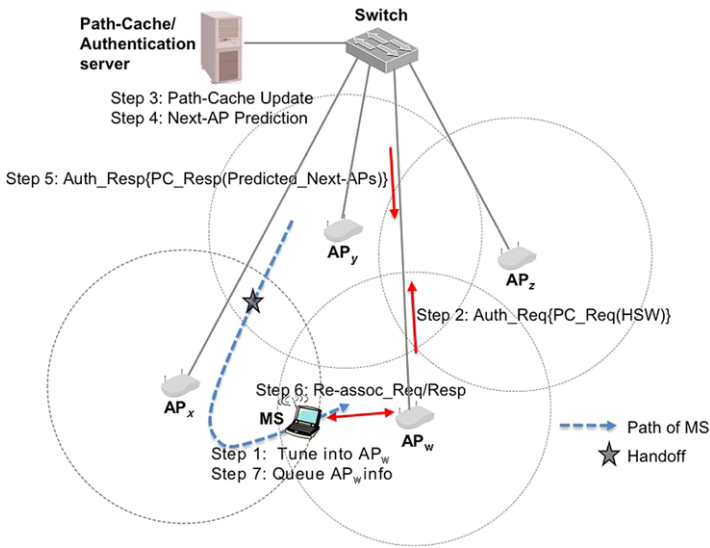 Switch
Path-Cache/
Authentication
server
Step 3: Path-Cache Update
Step 4: Next-AP Prediction
Step 5: Auth_Resp{PC_Resp(Predicted_Next-APs)}
APy
APz
Step 2: Auth_Req{PC_Req(HSW)}
APx
Step 6: Re-assoc_Req/Resp
MS
APw
Step 1: Tune into APw
Step 7: Queue APw info
Path of MS
Handoff